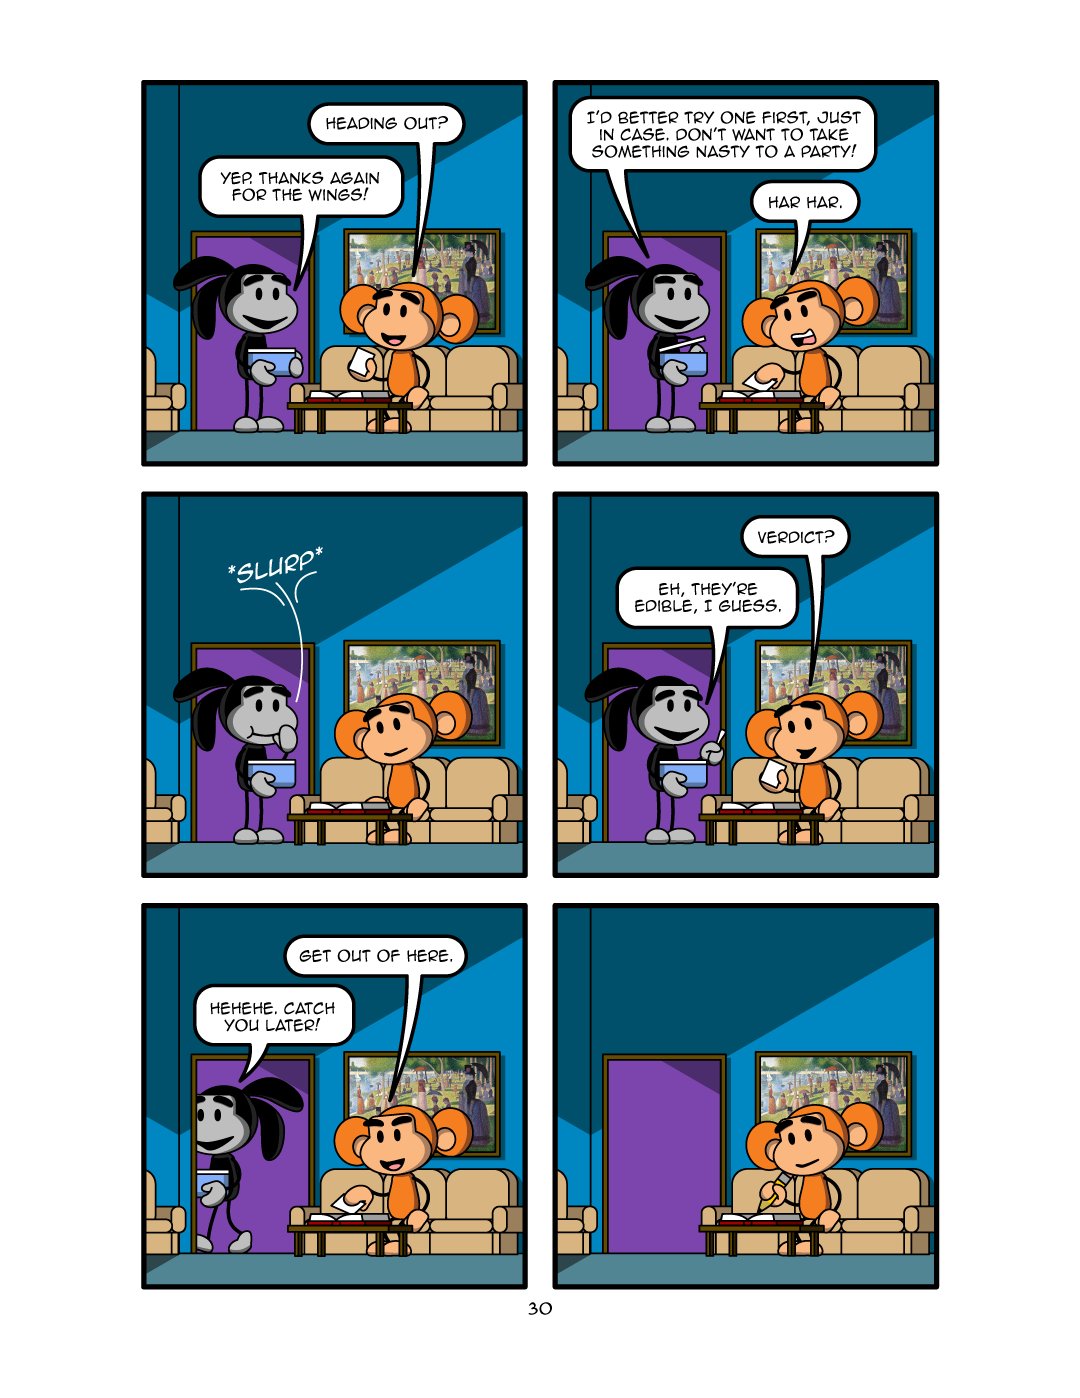 HEADING OUT?
YEP. THANKS AGAIN
FOR THE WINGS!
I'D BETTER TRY ONE FIRST, JUST
IN CASE. DON'T WANT TO TAKE
SOMETHING NASTY TO A PARTY!
HAR HAR.
*SLURP*
VERDICT?
EH, THEY'RE
EDIBLE, I GUESS.
GET OUT OF HERE.
HEHEHE. CATCH
YOU LATER!
30